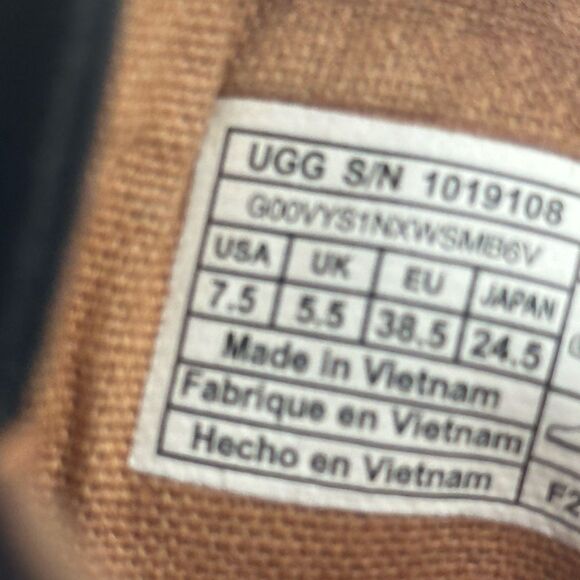 UGG S/N 1019108
G00VYS1NXWSMB6V
USA UK EU JAPAN
7.5 5.5 38.5 24.5
Made in Vietnam
Fabrique en Vietnam
Hecho en Vietnam